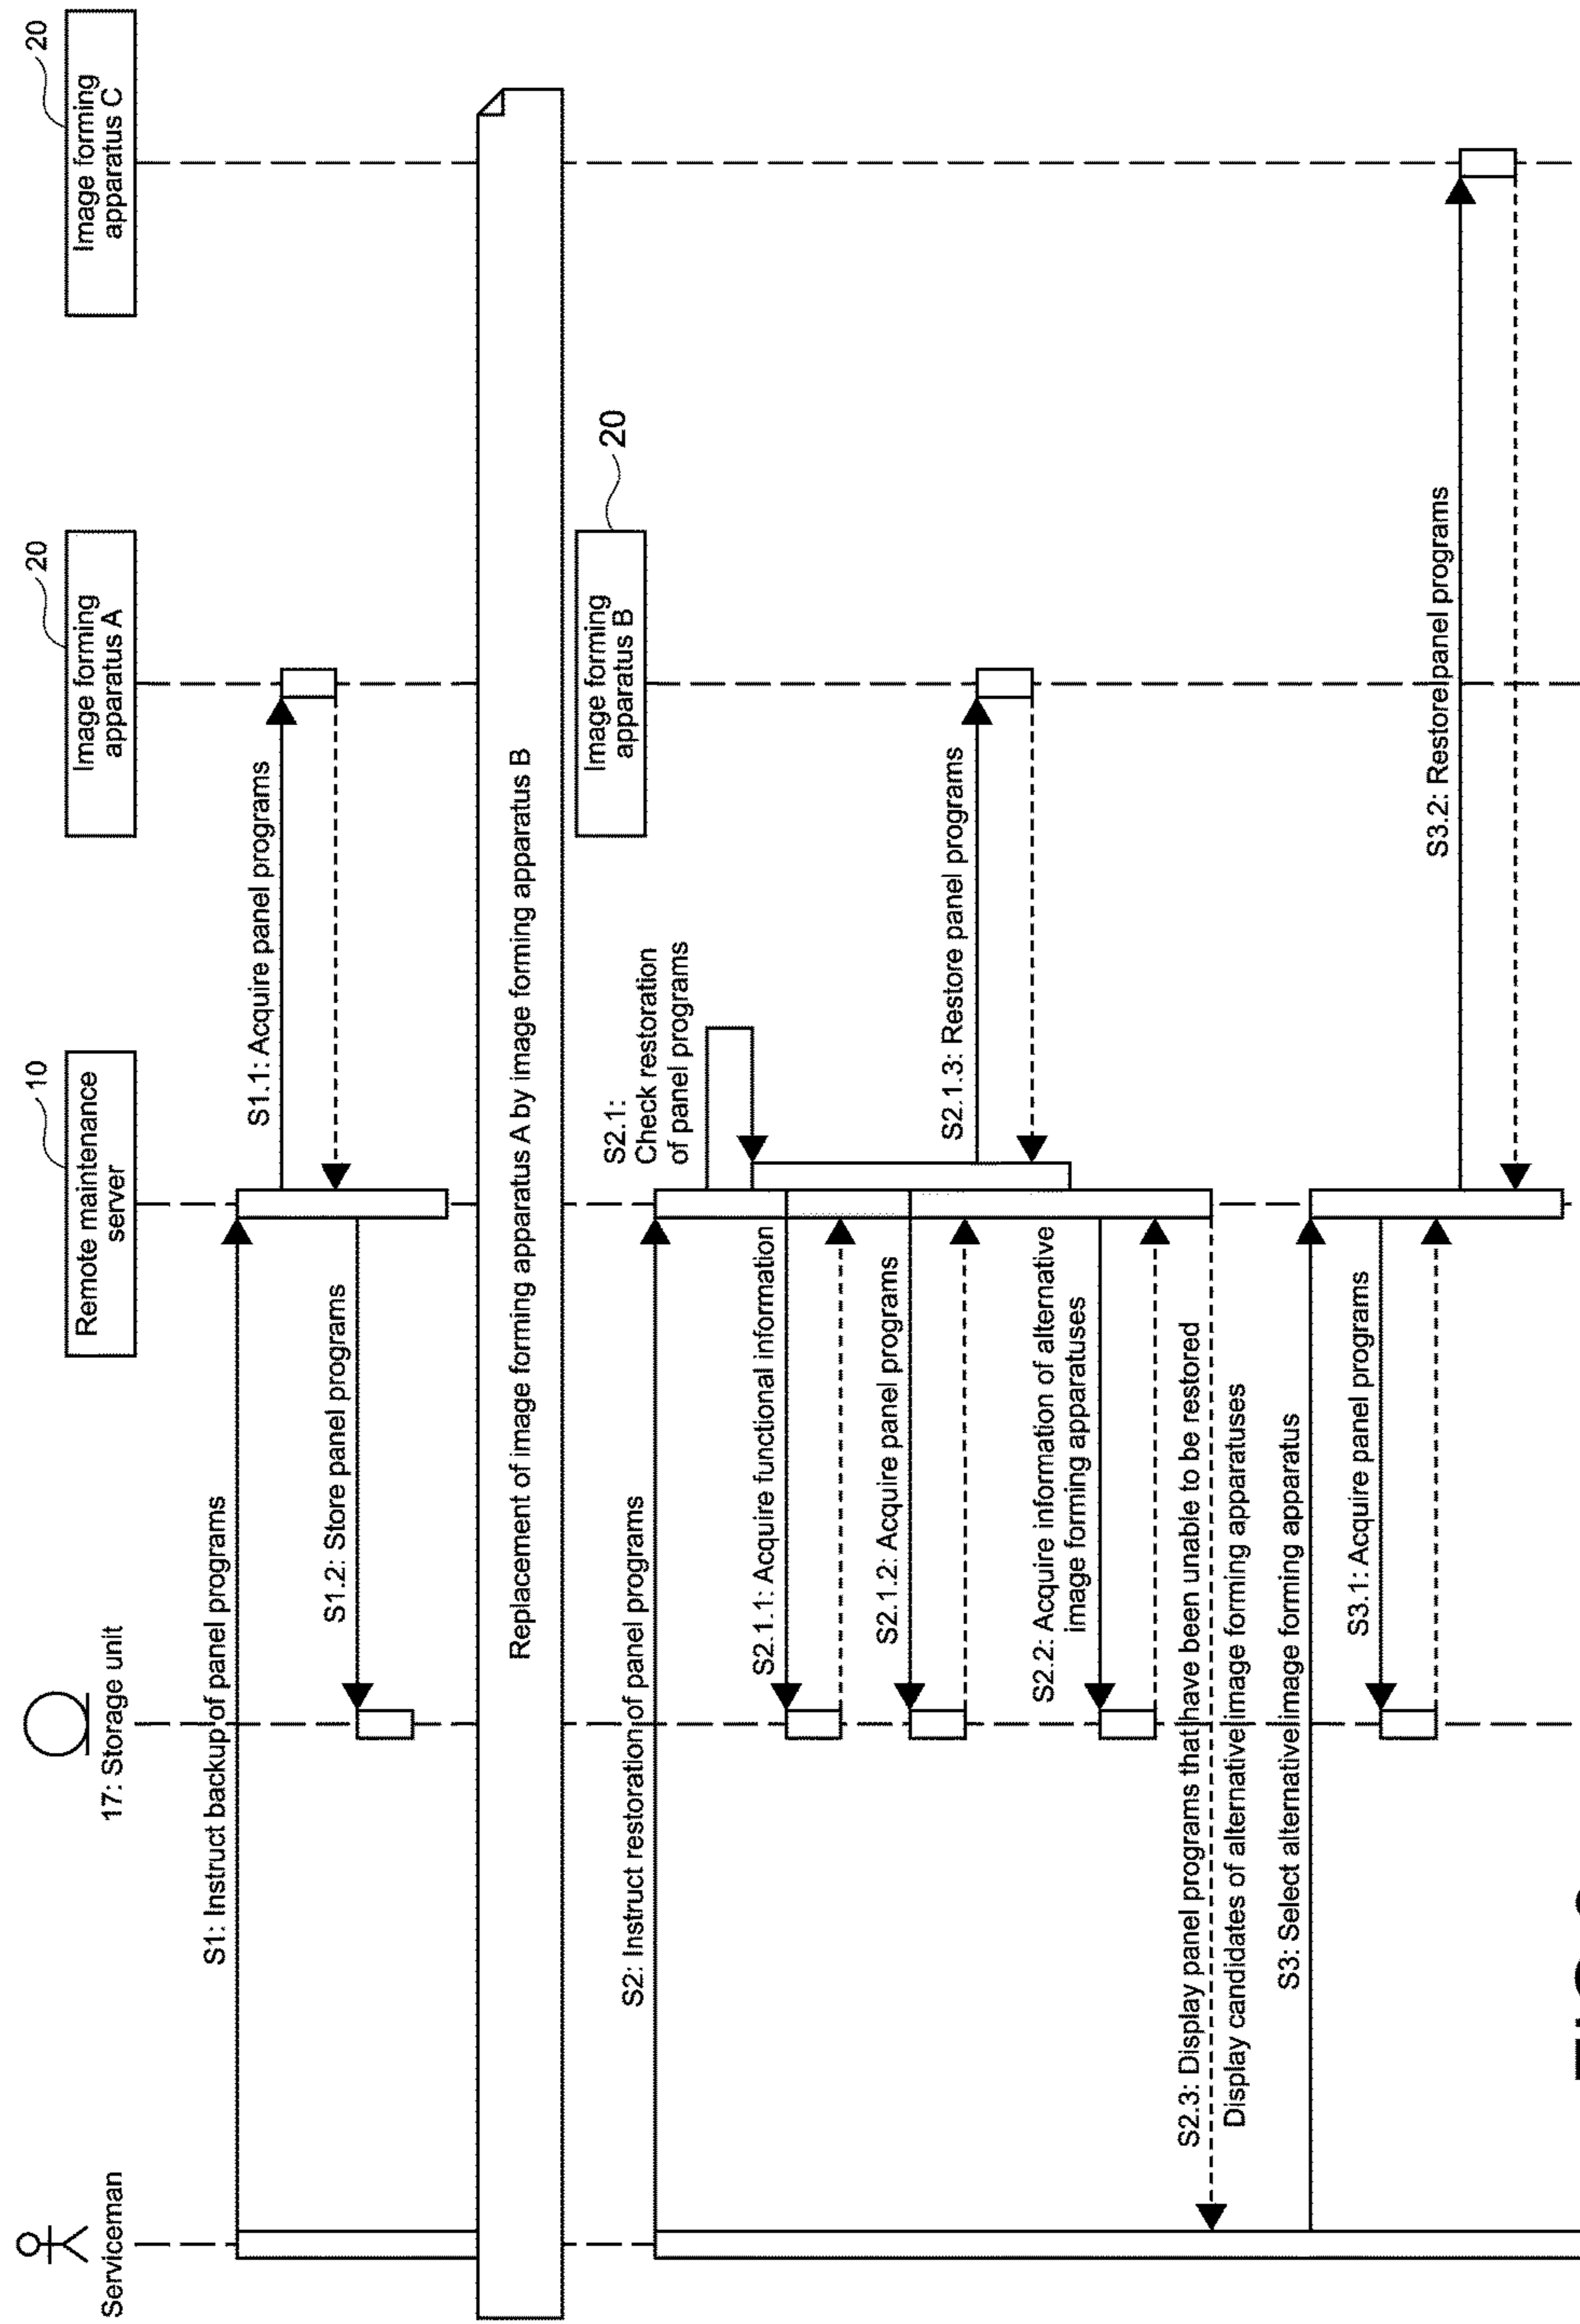 Serviceman
17: Storage unit
10
Remote maintenance
server
20
Image forming
apparatus A
20
Image forming
apparatus C
S1: Instruct backup of panel programs
S1.1: Acquire panel programs
S1.2: Store panel programs
Replacement of image forming apparatus A by image forming apparatus B
Image forming
apparatus B
20
S2: Instruct restoration of panel programs
S2.1:
Check restoration
of panel programs
S2.1.1: Acquire functional information
S2.1.2: Acquire panel programs
S2.1.3: Restore panel programs
S2.2: Acquire information of alternative
image forming apparatuses
S2.3: Display panel programs that have been unable to be restored
Display candidates of alternative image forming apparatuses
S3: Select alternative image forming apparatus
S3.1: Acquire panel programs
S3.2: Restore panel programs